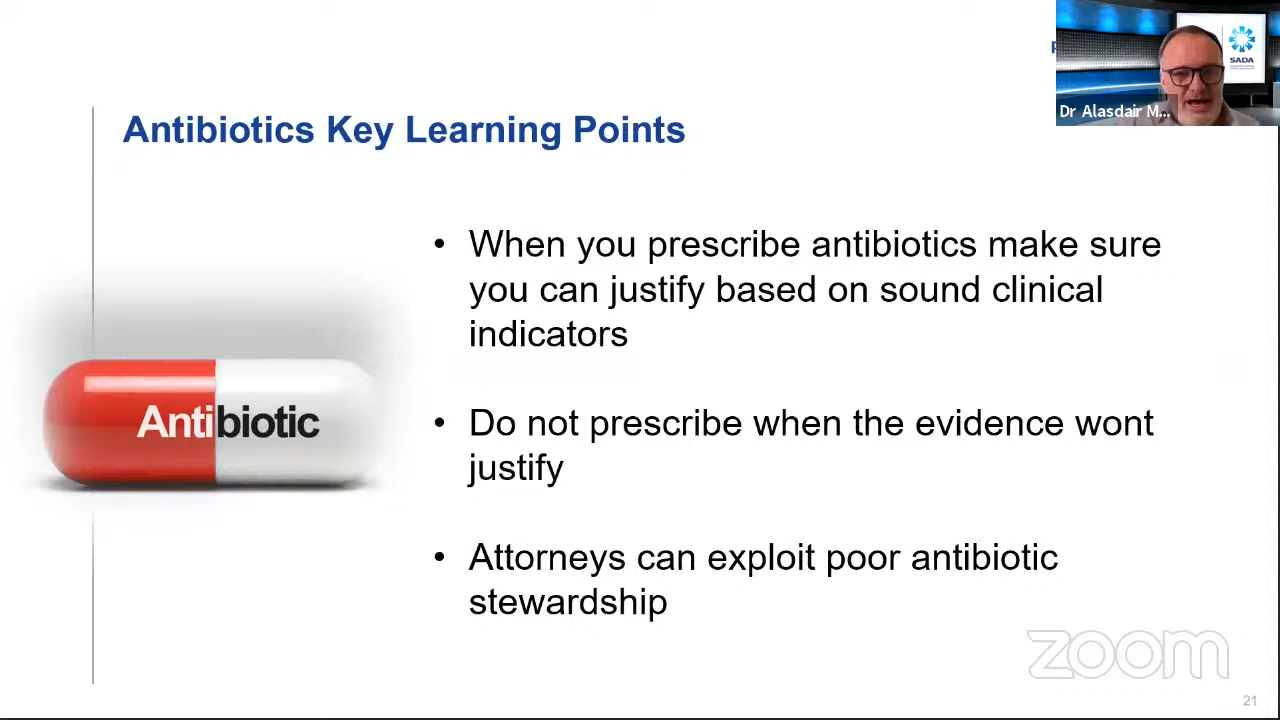 SADA
Dr Alasdair M...
Antibiotics Key Learning Points
• When you prescribe antibiotics make sure
you can justify based on sound clinical
indicators
Antibiotic
• Do not prescribe when the evidence wont
justify
• Attorneys can exploit poor antibiotic
stewardship
zoom
21